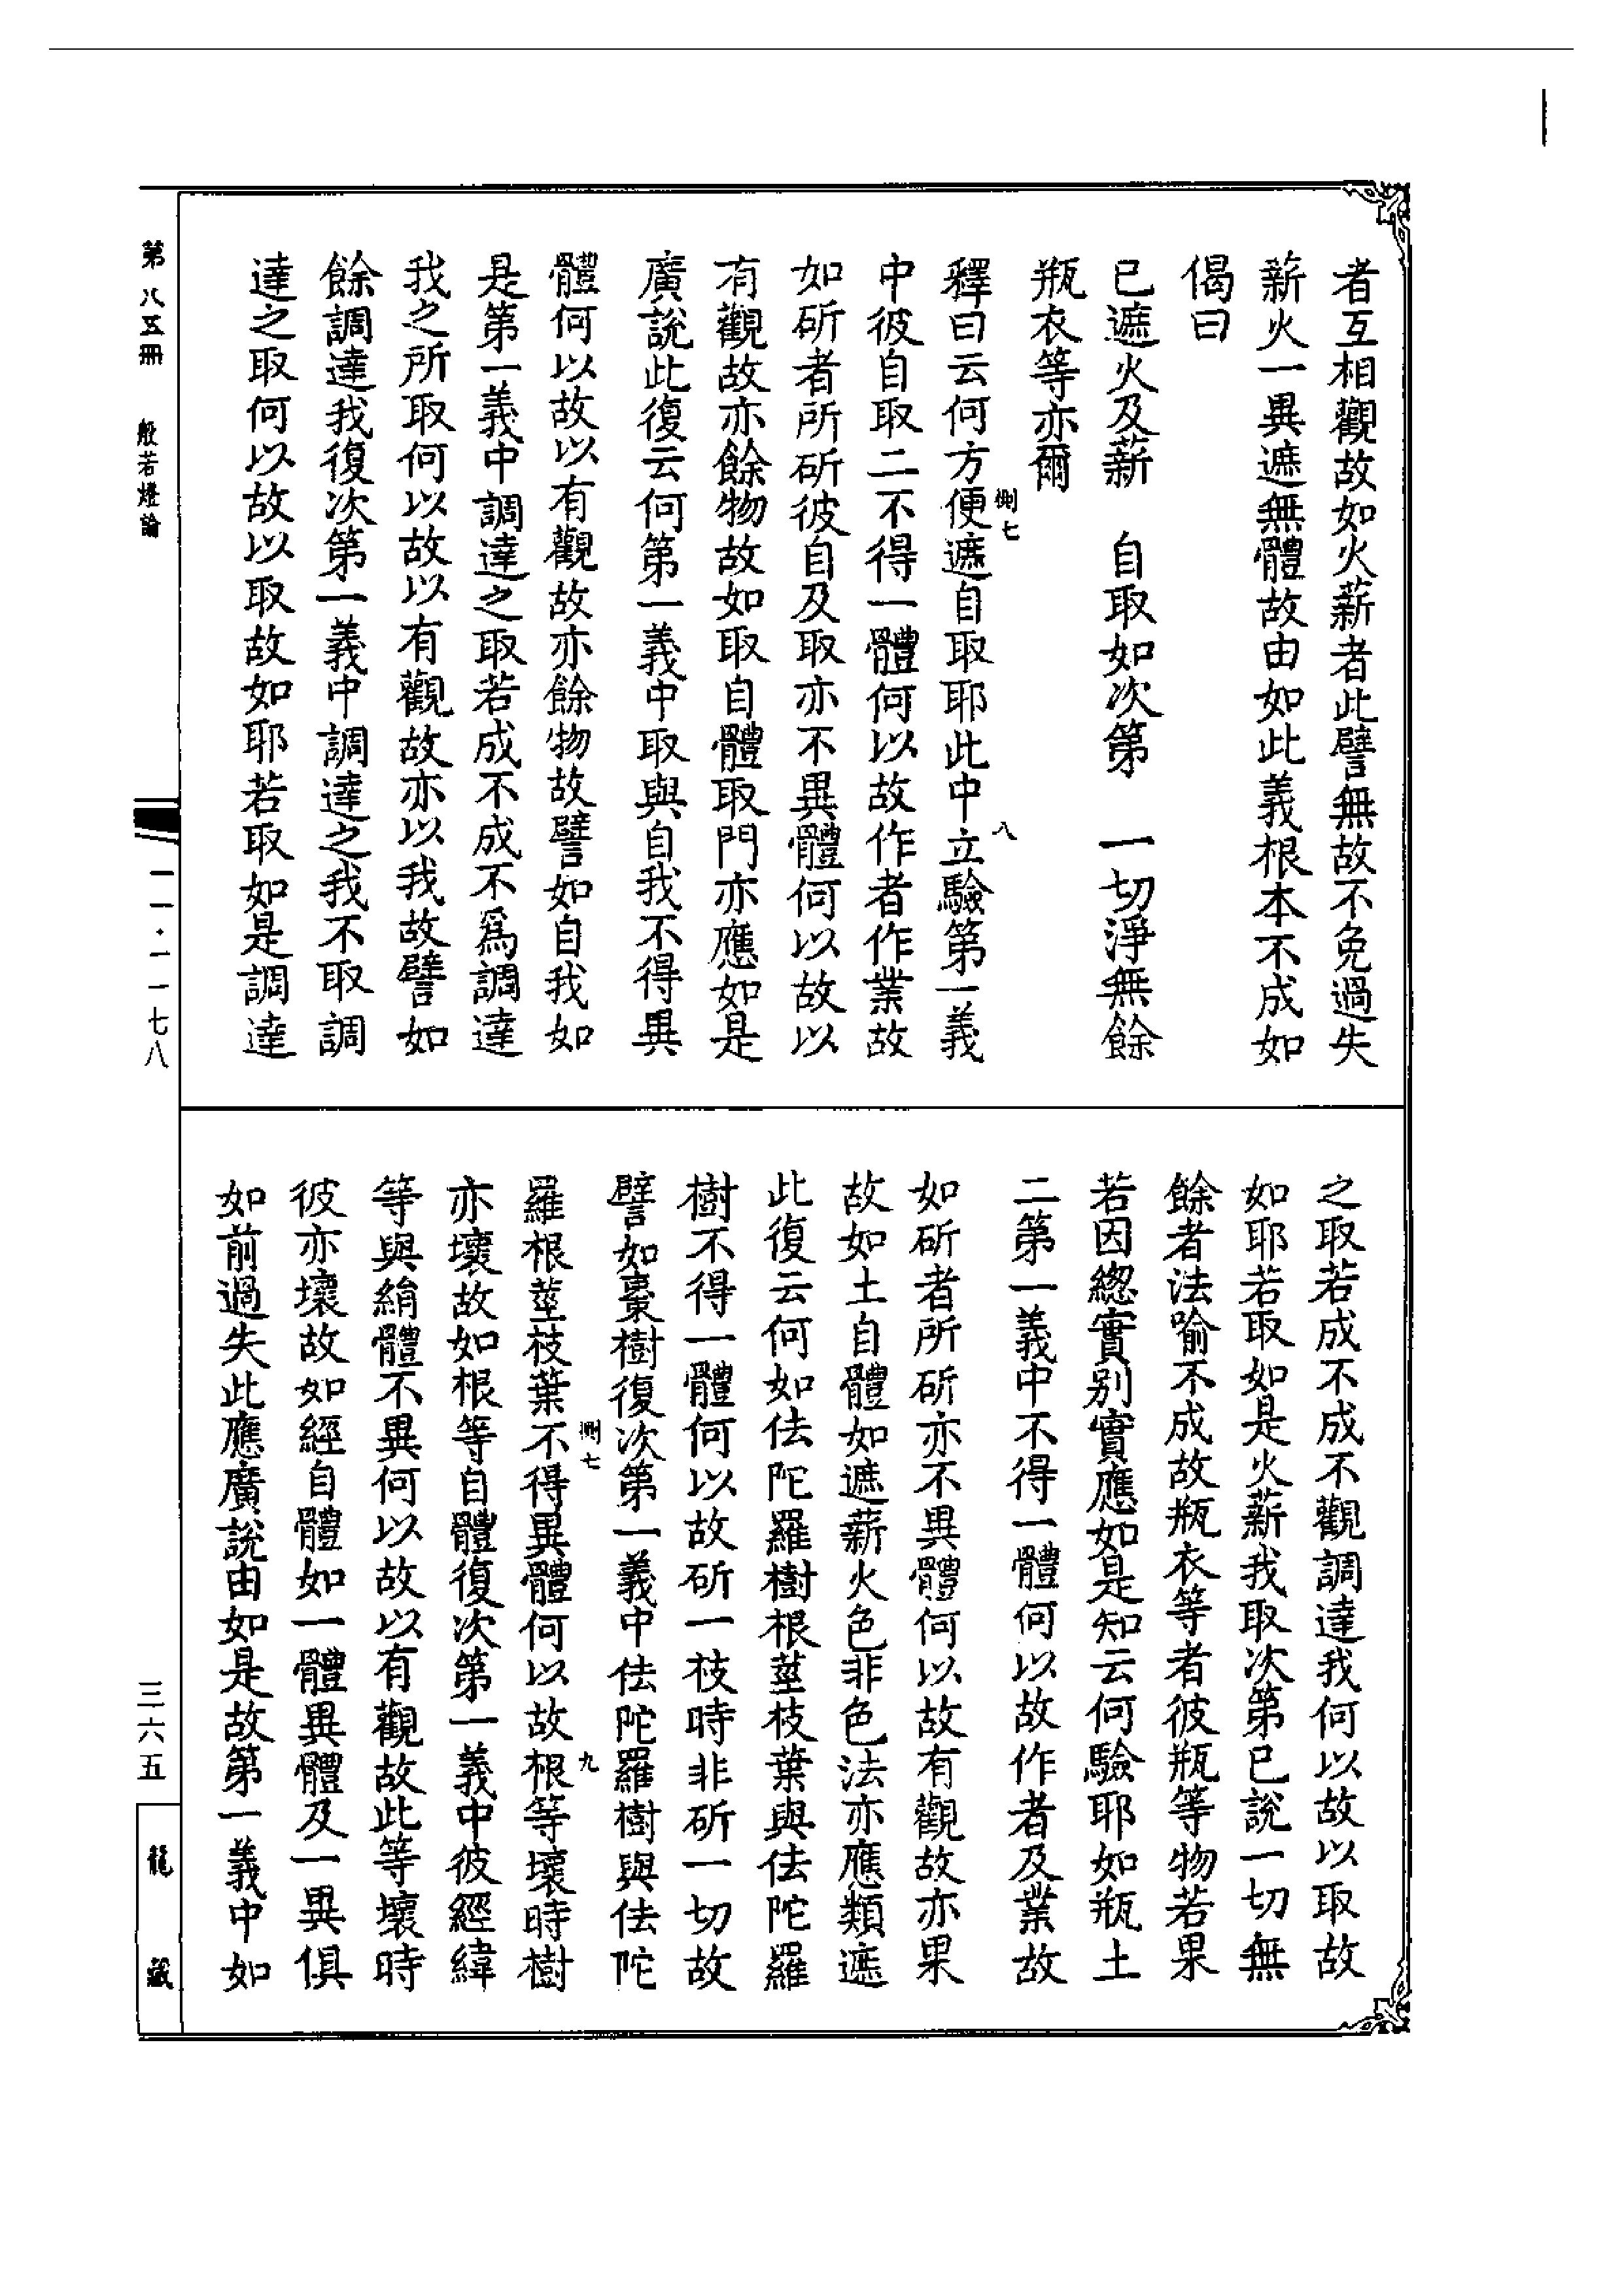 者互相觀故如火薪者此譬無故不免過失
薪火一異遮無體故由如此義根本不成如
偈曰
已遮火及薪　自取如次第　一切淨無餘
瓶衣等亦爾
釋曰云何方便遮自取耶此中立驗第一義
側七
八
中彼自取二不得一體何以故作者作業故
如斫者所斫彼自及取亦不異體何以故以
有觀故亦餘物故如取自體取門亦應如是
廣說此復云何第一義中取與自我不得異
體何以故以有觀故亦餘物故譬如自我如
是第一義中調達之取若成不成不爲調達
我之所取何以故以有觀故亦以我故譬如
餘調達我復次第一義中調達之我不取調
達之取何以故以取故如耶若取如是調達
之取若成不成不觀調達我何以故以取故
如耶若取如是火薪我取次第已說一切無
餘者法喻不成故瓶衣等者彼瓶等物若果
若因總實別實應如是知云何驗耶如瓶土
二第一義中不得一體何以故作者及業故
如斫者所斫亦不異體何以故有觀故亦果
故如土自體如遮薪火色非色法亦應類遮
此復云何如佉陀羅樹根莖枝葉與佉陀羅
樹不得一體何以故斫一枝時非斫一切故
譬如棗樹復次第一義中佉陀羅樹與佉陀
羅根莖枝葉不得異體何以故根等壞時樹
側七
九
亦壞故如根等自體復次第一義中彼經緯
等與絹體不異何以故以有觀故此等壞時
彼亦壞故如經自體如一體異體及一異俱
如前過失此應廣說由如是故第一義中如
第八五冊　般若燈論
一一·一一七八
三六五
龍藏